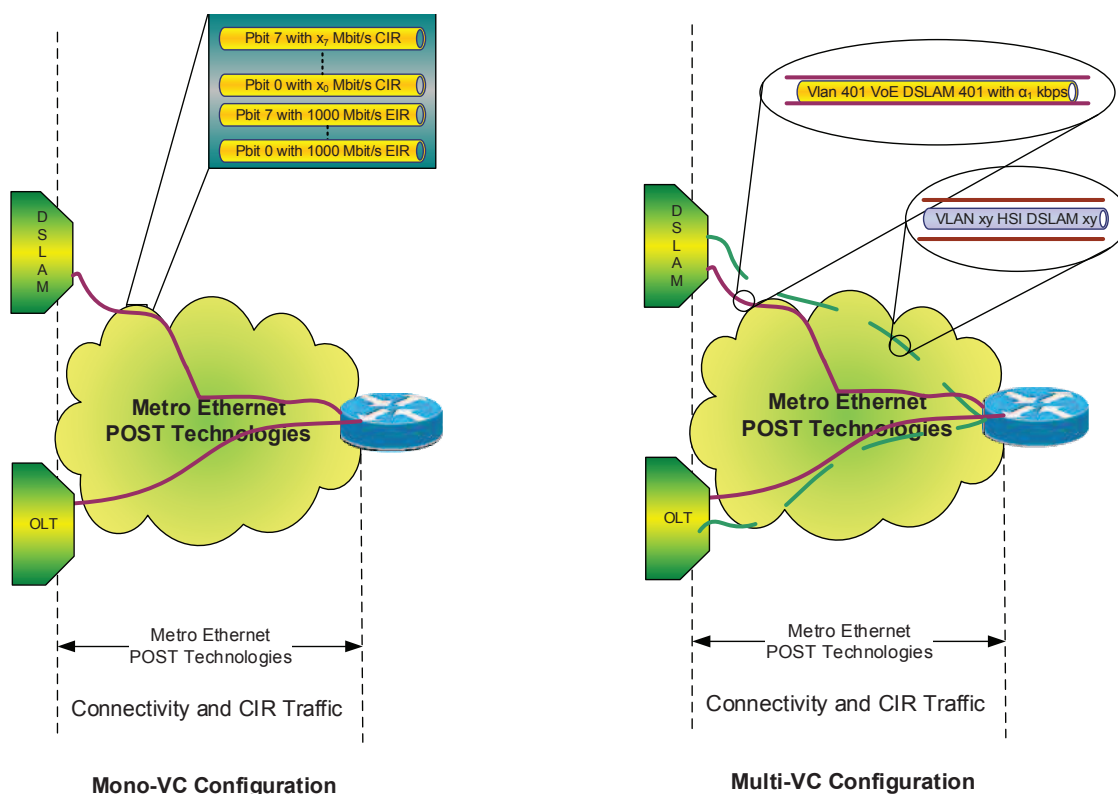 Pbit 7 with x7 Mbit/s CIR
Pbit 0 with x0 Mbit/s CIR
Pbit 7 with 1000 Mbit/s EIR
Pbit 0 with 1000 Mbit/s EIR
DSLAM
Metro Ethernet
POST Technologies
OLT
Metro Ethernet
POST Technologies
Connectivity and CIR Traffic
Mono-VC Configuration
Vlan 401 VoE DSLAM 401 with α1 kbps
VLAN xy HSI DSLAM xy
DSLAM
Metro Ethernet
POST Technologies
OLT
Metro Ethernet
POST Technologies
Connectivity and CIR Traffic
Multi-VC Configuration